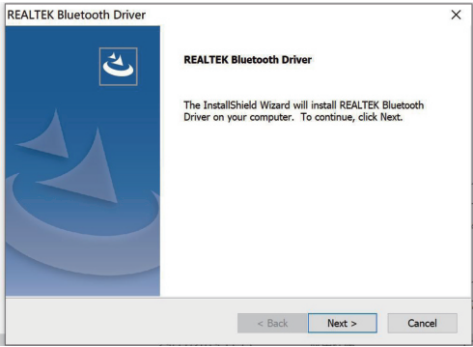 REALTEK Bluetooth Driver
REALTEK Bluetooth Driver
The InstallShield Wizard will install REALTEK Bluetooth
Driver on your computer. To continue, click Next.
< Back Next > Cancel